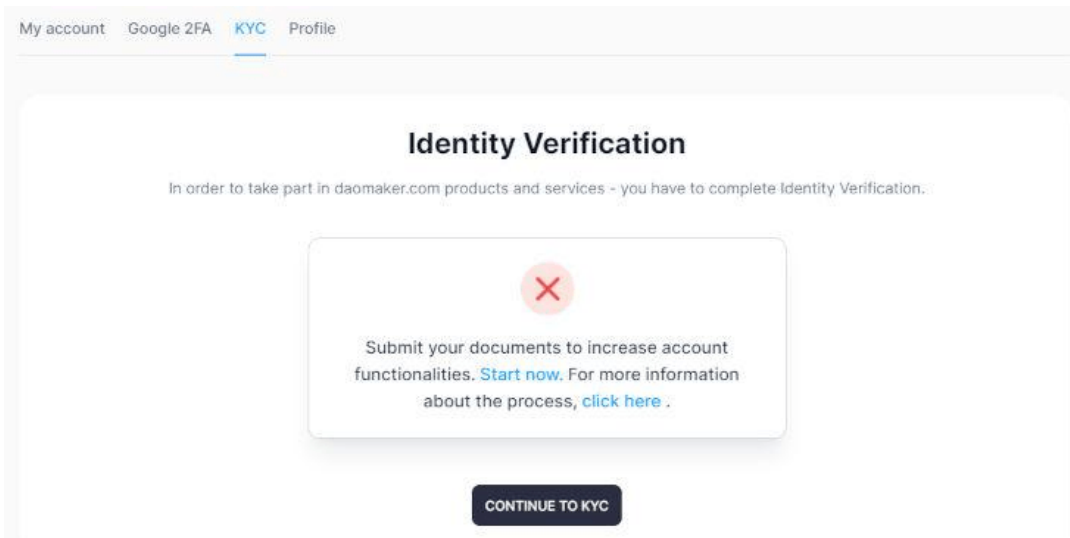 My account Google 2FA KYC Profile
Identity Verification
In order to take part in daomaker.com products and services - you have to complete Identity Verification.
Submit your documents to increase account
functionalities. Start now. For more information
about the process, click here .
CONTINUE TO KYC